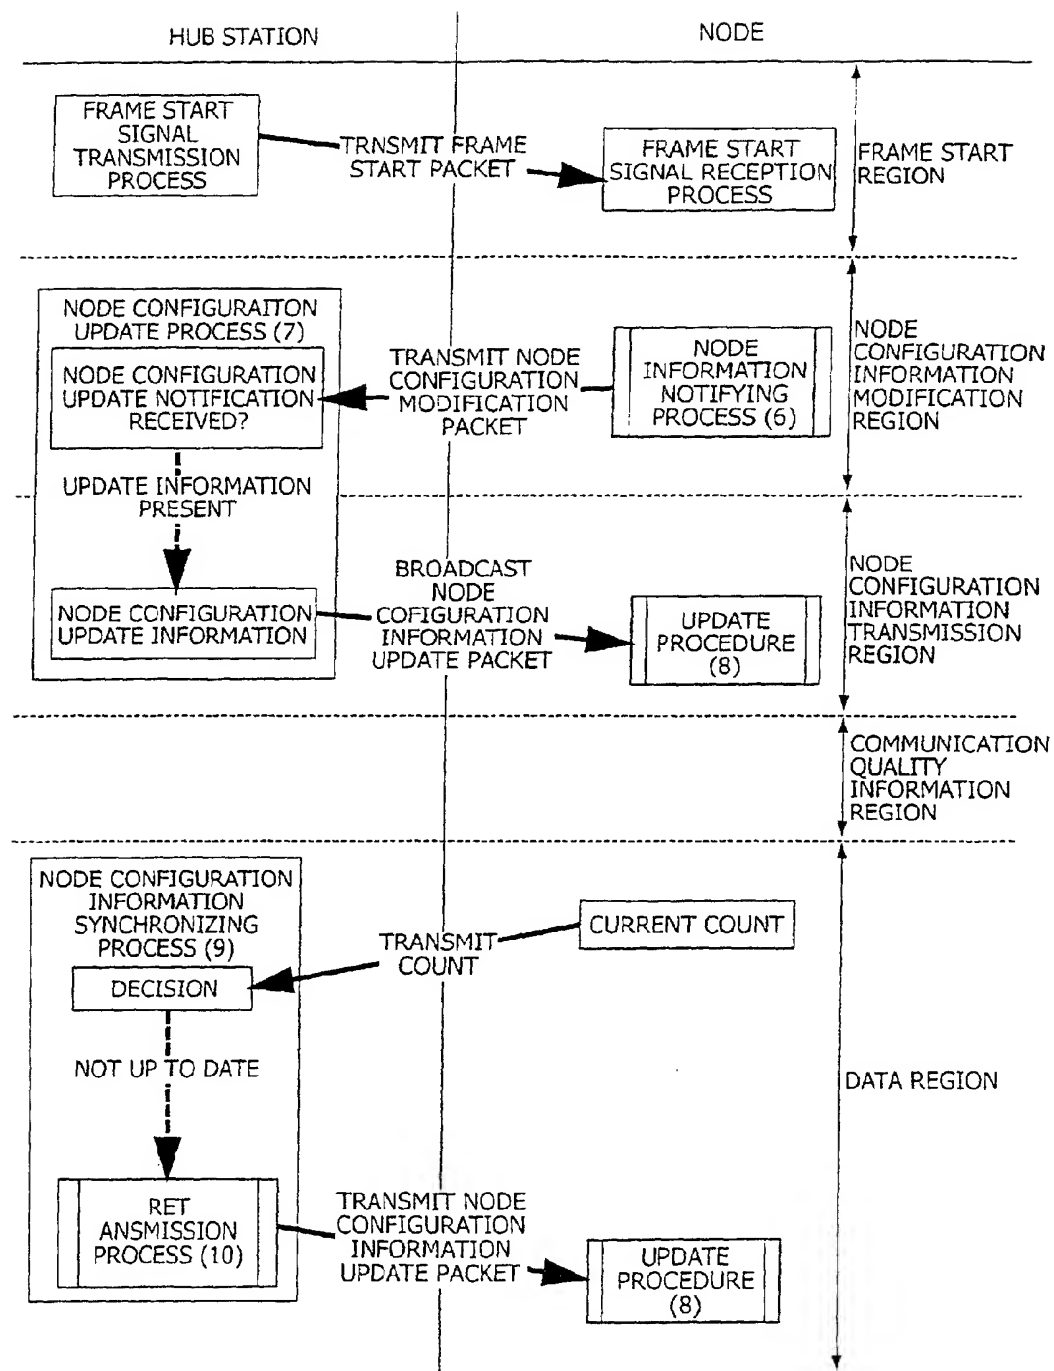 HUB STATION
NODE
FRAME START
SIGNAL
TRANSMISSION
PROCESS
TRNSMIT FRAME
START PACKET
FRAME START
SIGNAL RECEPTION
PROCESS
FRAME START
REGION
NODE CONFIGURAITON
UPDATE PROCESS (7)
NODE CONFIGURATION
UPDATE NOTIFICATION
RECEIVED?
TRANSMIT NODE
CONFIGURATION
MODIFICATION
PACKET
NODE
INFORMATION
NOTIFYING
PROCESS (6)
NODE
CONFIGURATION
INFORMATION
MODIFICATION
REGION
UPDATE INFORMATION
PRESENT
NODE CONFIGURATION
UPDATE INFORMATION
BROADCAST
NODE
COFIGURATION
INFORMATION
UPDATE PACKET
UPDATE
PROCEDURE
(8)
NODE
CONFIGURATION
INFORMATION
TRANSMISSION
REGION
COMMUNICATION
QUALITY
INFORMATION
REGION
NODE CONFIGURATION
INFORMATION
SYNCHRONIZING
PROCESS (9)
DECISION
TRANSMIT
COUNT
CURRENT COUNT
NOT UP TO DATE
DATA REGION
RET
ANSMISSION
PROCESS (10)
TRANSMIT NODE
CONFIGURATION
INFORMATION
UPDATE PACKET
UPDATE
PROCEDURE
(8)